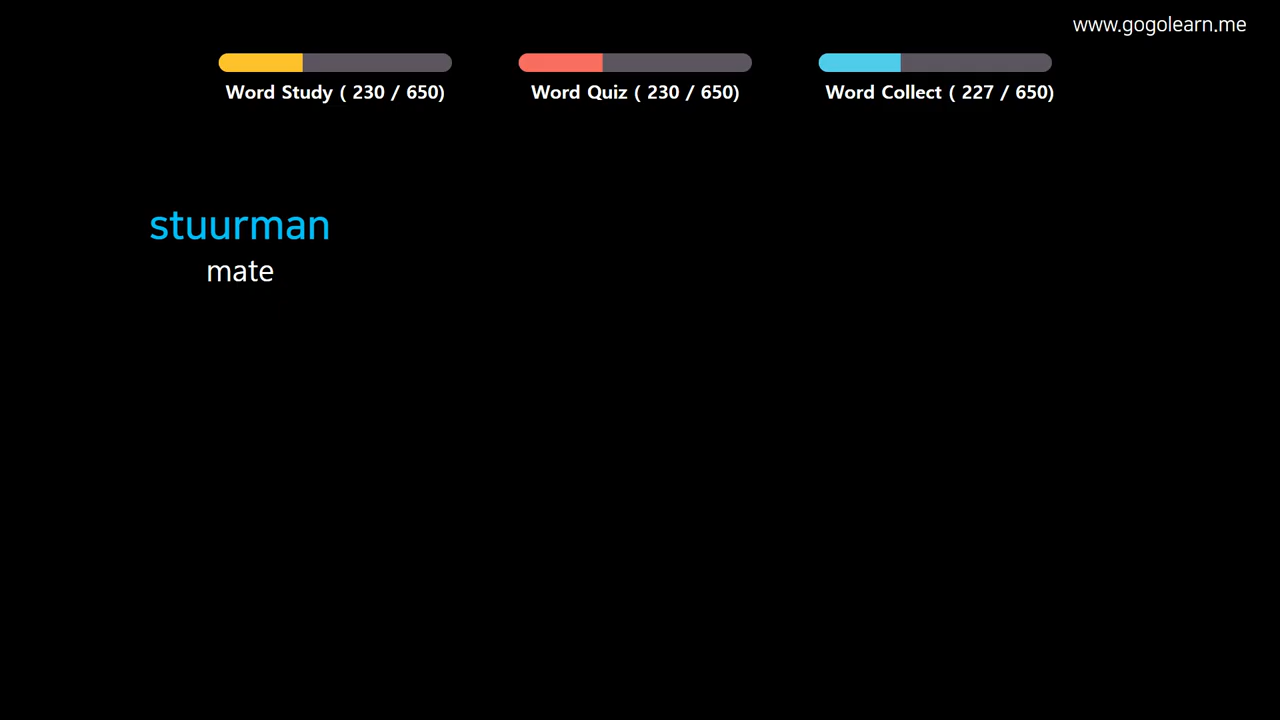 www.gogolearn.me
Word Study ( 230 / 650)
Word Quiz ( 230 / 650)
Word Collect ( 227 / 650)
stuurman
mate